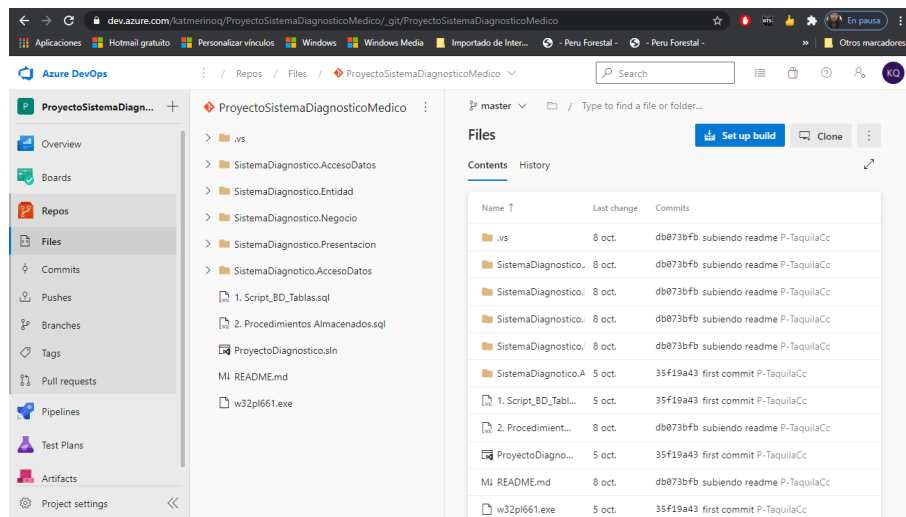 dev.azure.com/katmerinoq/ProyectoSistemaDiagnosticoMedico/_git/ProyectoSistemaDiagnosticoMedico
En pausa
Aplicaciones Hotmail gratuito Personalizar vínculos Windows Windows Media Importado de Inter... - Peru Forestal - - Peru Forestal - » Otros marcadores
Azure DevOps / Repos / Files / ProyectoSistemaDiagnosticoMedico Search KQ
P ProyectoSistemaDiagn... +
Overview
Boards
Repos
Files
Commits
Pushes
Branches
Tags
Pull requests
Pipelines
Test Plans
Artifacts
Project settings
ProyectoSistemaDiagnosticoMedico
.vs
SistemaDiagnostico.AccesoDatos
SistemaDiagnostico.Entidad
SistemaDiagnostico.Negocio
SistemaDiagnostico.Presentacion
SistemaDiagnotico.AccesoDatos
1. Script_BD_Tablas.sql
2. Procedimientos Almacenados.sql
ProyectoDiagnostico.sln
M↓ README.md
w32pl661.exe
master / Type to find a file or folder...
Files
Set up build Clone
Contents History
Name ↑ Last change Commits
.vs 8 oct. db073bfb subiendo readme P-TaquilaCc
SistemaDiagnostico.. 8 oct. db073bfb subiendo readme P-TaquilaCc
SistemaDiagnostico. 8 oct. db073bfb subiendo readme P-TaquilaCc
SistemaDiagnostico. 8 oct. db073bfb subiendo readme P-TaquilaCc
SistemaDiagnostico. 8 oct. db073bfb subiendo readme P-TaquilaCc
SistemaDiagnotico.A 5 oct. 35f19a43 first commit P-TaquilaCc
1. Script_BD_Tabl... 5 oct. 35f19a43 first commit P-TaquilaCc
2. Procedimient... 8 oct. db073bfb subiendo readme P-TaquilaCc
ProyectoDiagno... 5 oct. 35f19a43 first commit P-TaquilaCc
M↓ README.md 8 oct. db073bfb subiendo readme P-TaquilaCc
w32pl661.exe 5 oct. 35f19a43 first commit P-TaquilaCc